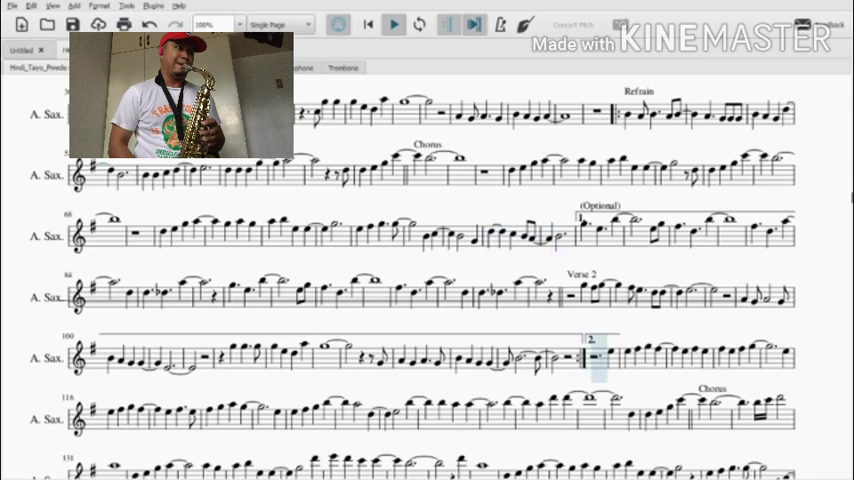 File Edit View Add Format Tools Plugins Help
100% Single Page Concert Pitch
Made with KINEMASTER
Untitled
Hindi_Tayo_Pwede Trombone
Refrain
A. Sax.
Chorus
A. Sax.
(Optional)
68 1.
A. Sax.
84 Verse 2
A. Sax.
100 2.
A. Sax.
116 Chorus
A. Sax.
131